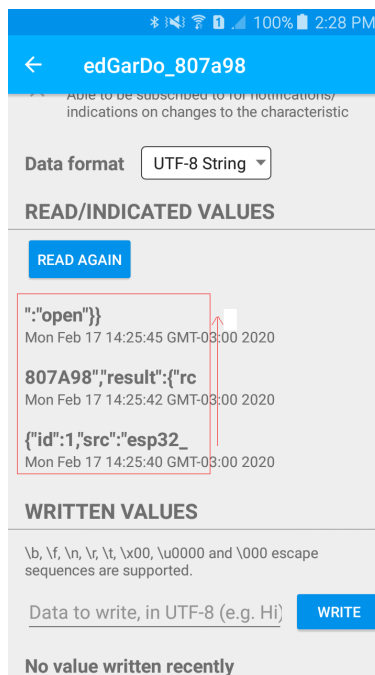 100% 2:28 PM
edGarDo_807a98
Able to be subscribed to for notifications/
indications on changes to the characteristic
Data format UTF-8 String
READ/INDICATED VALUES
READ AGAIN
":"open"}}
Mon Feb 17 14:25:45 GMT-03:00 2020
807A98","result":{"rc
Mon Feb 17 14:25:42 GMT-03:00 2020
{"id":1,"src":"esp32_
Mon Feb 17 14:25:40 GMT-03:00 2020
WRITTEN VALUES
\b, \f, \n, \r, \t, \x00, \u0000 and \000 escape
sequences are supported.
Data to write, in UTF-8 (e.g. Hi) WRITE
No value written recently